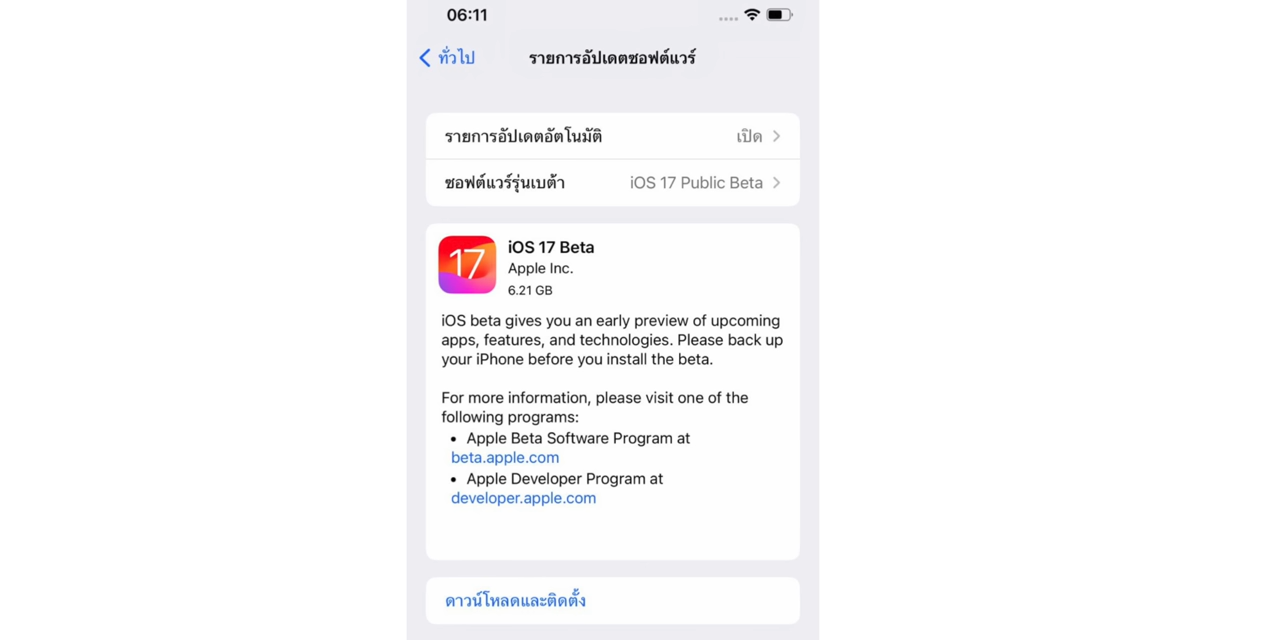 06:11
ทั่วไป
รายการอัปเดตซอฟต์แวร์
รายการอัปเดตอัตโนมัติ เปิด
ซอฟต์แวร์รุ่นเบต้า iOS 17 Public Beta
17
iOS 17 Beta
Apple Inc.
6.21 GB
iOS beta gives you an early preview of upcoming
apps, features, and technologies. Please back up
your iPhone before you install the beta.
For more information, please visit one of the
following programs:
• Apple Beta Software Program at
beta.apple.com
• Apple Developer Program at
developer.apple.com
ดาวน์โหลดและติดตั้ง